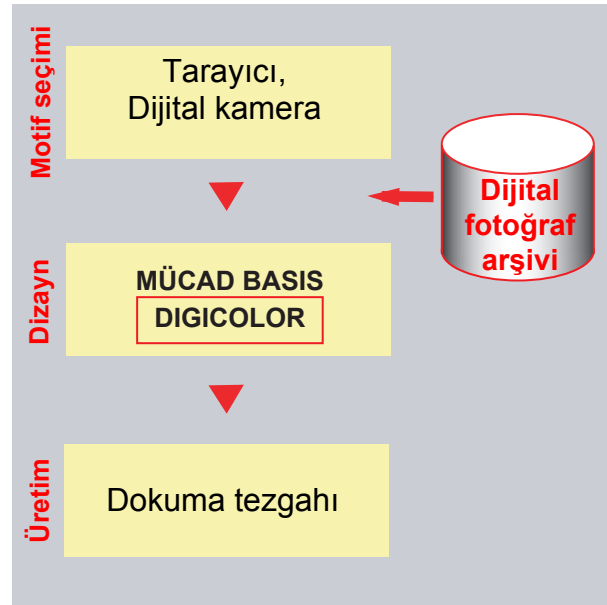 Motif seçimi
Tarayıcı,
Dijital kamera
Dijital
fotoğraf
arşivi
Dizayn
MÜCAD BASIS
DIGICOLOR
Üretim
Dokuma tezgahı